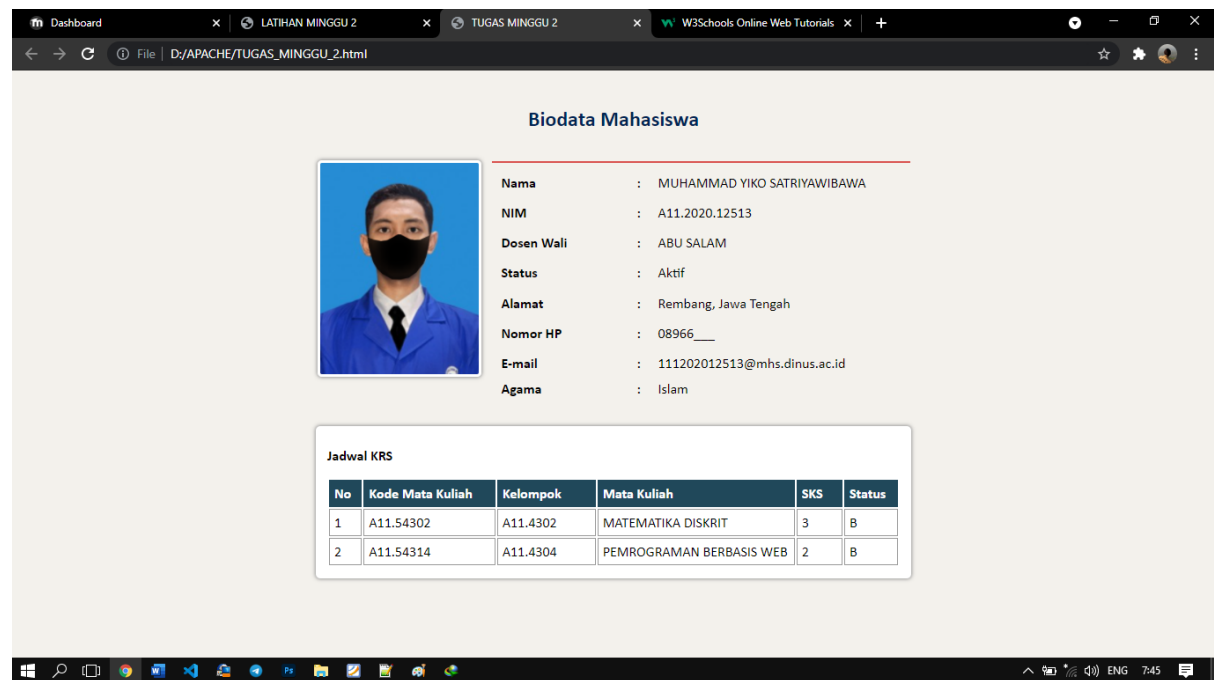 Dashboard
LATIHAN MINGGU 2
TUGAS MINGGU 2
W3Schools Online Web Tutorials
File | D:/APACHE/TUGAS_MINGGU_2.html
Biodata Mahasiswa
Nama : MUHAMMAD YIKO SATRIYAWIBAWA
NIM : A11.2020.12513
Dosen Wali : ABU SALAM
Status : Aktif
Alamat : Rembang, Jawa Tengah
Nomor HP : 08966___
E-mail : 111202012513@mhs.dinus.ac.id
Agama : Islam
Jadwal KRS
No Kode Mata Kuliah Kelompok Mata Kuliah SKS Status
1 A11.54302 A11.4302 MATEMATIKA DISKRIT 3 B
2 A11.54314 A11.4304 PEMROGRAMAN BERBASIS WEB 2 B
ENG 7:45